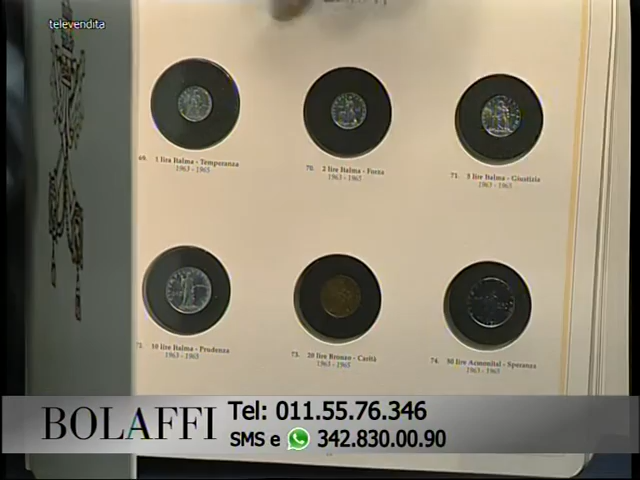 televendita
69. 1 lira Italma - Temperanza
1963 - 1965
70. 2 lire Italma - Forza
1963 - 1965
71. 5 lire Italma - Giustizia
1963 - 1965
72. 10 lire Italma - Prudenza
1963 - 1965
73. 20 lire Bronzo - Carità
1963 - 1965
74. 50 lire Acmonital - Speranza
1963 - 1965
BOLAFFI
Tel: 011.55.76.346
SMS e 342.830.00.90